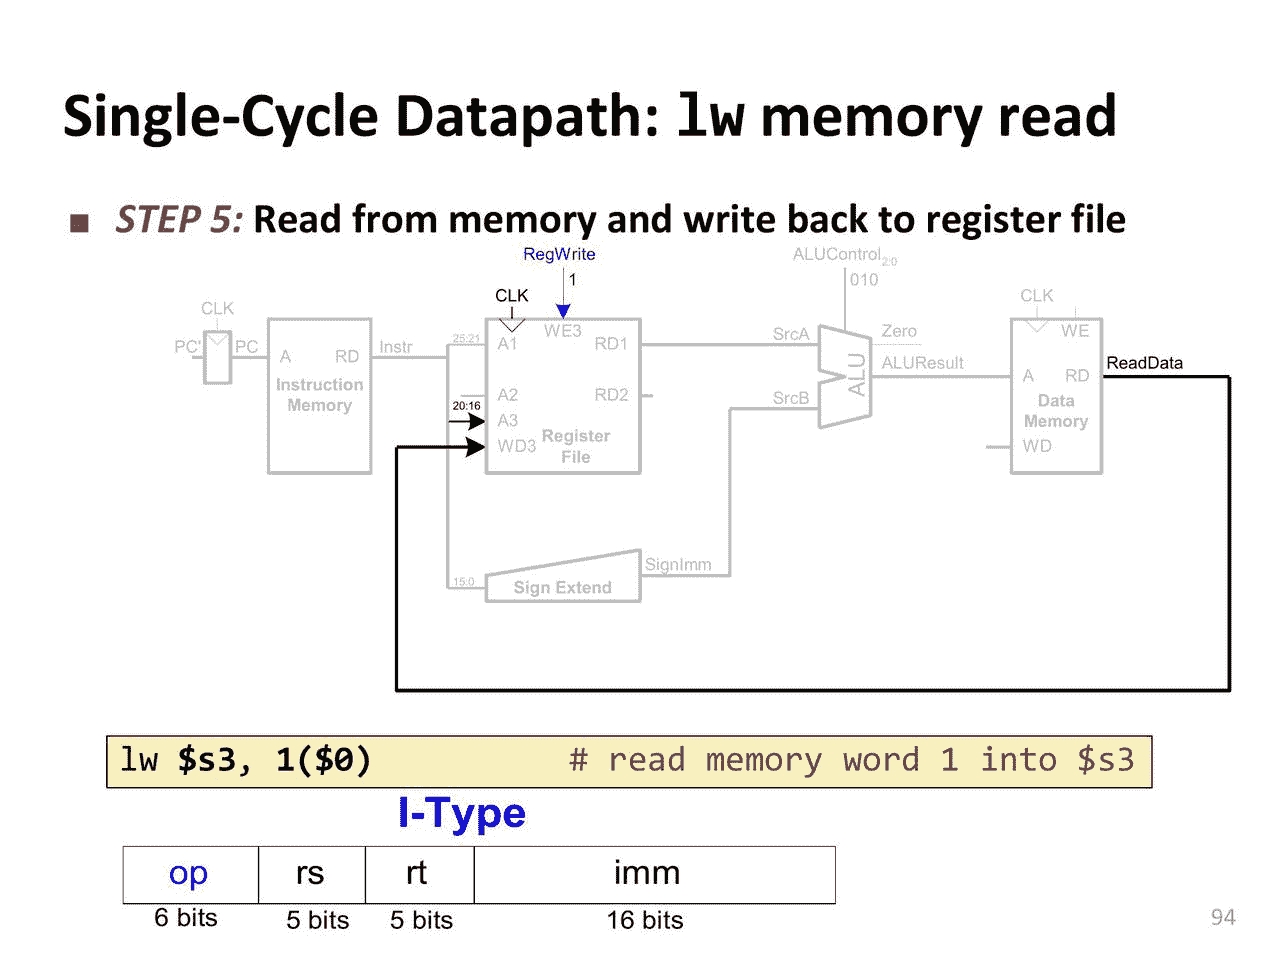 Single-Cycle Datapath: lw memory read
■ STEP 5: Read from memory and write back to register file
RegWrite
ALUControl2:0
1
010
CLK
CLK
CLK
WE3
WE
PC'
PC
A
RD
Instr
25:21
A1
RD1
SrcA
Zero
ALU
ALUResult
A
RD
ReadData
Instruction
Memory
A2
RD2
SrcB
Data
Memory
20:16
A3
WD3
Register
File
WD
SignImm
15:0
Sign Extend
lw $s3, 1($0) # read memory word 1 into $s3
I-Type
op rs rt imm
6 bits 5 bits 5 bits 16 bits
94